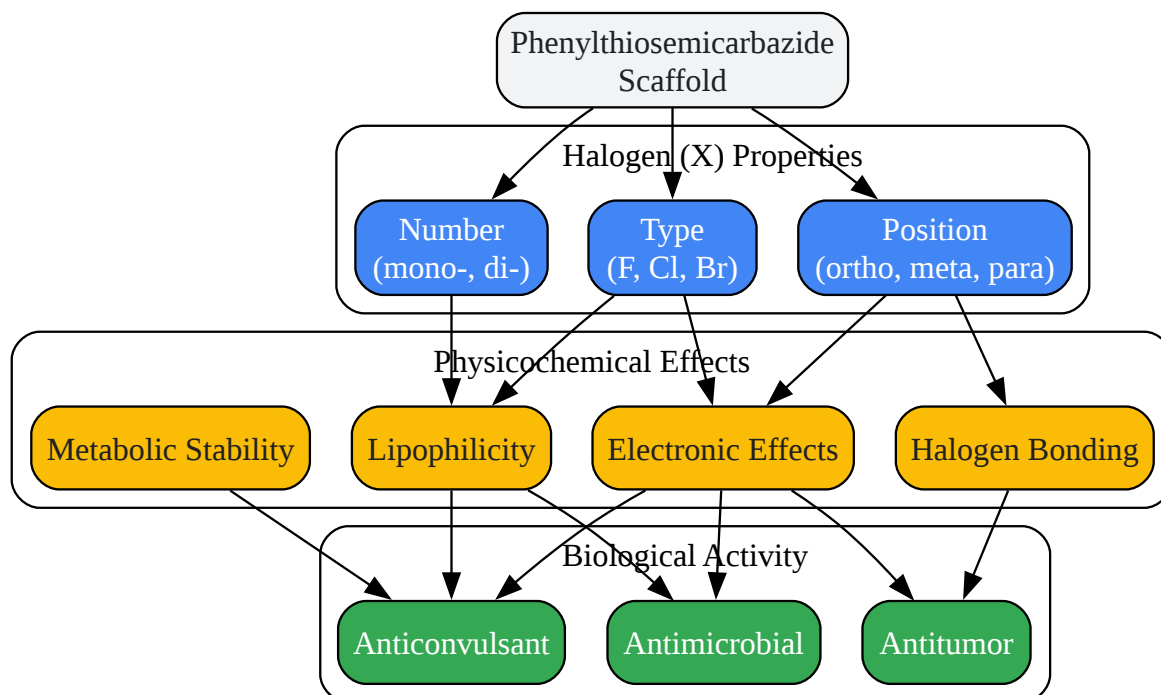 Phenylthiosemicarbazide
Scaffold
Halogen (X) Properties
Number
(mono-, di-)
Type
(F, Cl, Br)
Position
(ortho, meta, para)
Physicochemical Effects
Metabolic Stability
Lipophilicity
Electronic Effects
Halogen Bonding
Biological Activity
Anticonvulsant
Antimicrobial
Antitumor